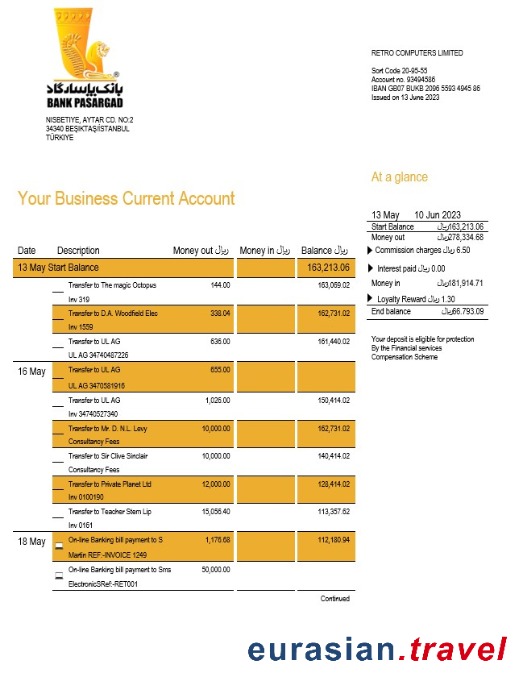 بانک پاسارگاد
BANK PASARGAD
NISBETIYE, AYTAR CD. NO:2
34340 BEŞIKTAŞ/ISTANBUL
TÜRKIYE
RETRO COMPUTERS LIMITED
Sort Code 20-95-55
Account no. 93494586
IBAN GB07 BUKB 2096 5593 4945 86
Issued on 13 June 2023
At a glance
Your Business Current Account
13 May 10 Jun 2023
Start Balance ریال163,213.06
Money out ریال278,334.68
Commission charges ریال 6.50
Interest paid ریال 0.00
Money in ریال181,914.71
Loyalty Reward ریال 1.30
End balance ریال66.793.09
Your deposit is eligible for protection
By the Financial services
Compensation Scheme
Date Description Money out ریال Money in ریال Balance ریال
13 May Start Balance 163,213.06
Transfer to The magic Octopus 144.00 163,069.02
Inv 319
Transfer to D.A. Woodfield Elec 338.04 162,731.02
Inv 1559
Transfer to UL AG 636.00 161,440.02
UL AG 34740487226
16 May Transfer to UL AG 655.00
UL AG 3470581916
Transfer to UL AG 1,026.00 150,414.02
Inv 34740527340
Transfer to Mr. D. N.L. Levy 10,000.00 162,731.02
Consultancy Fees
Transfer to Sir Clive Sinclair 10,000.00 140,414.02
Consultancy Fees
Transfer to Private Planet Ltd 12,000.00 128,414.02
Inv 0100190
Transfer to Teacher Stem Lip 15,056.40 113,357.62
Inv 0161
18 May On-line Banking bill payment to S 1,176.68 112,180.94
Martin REF:-INVOICE 1249
On-line Banking bill payment to Sms 50,000.00
ElectronicSRef:-RET001
Continued
eurasian.travel